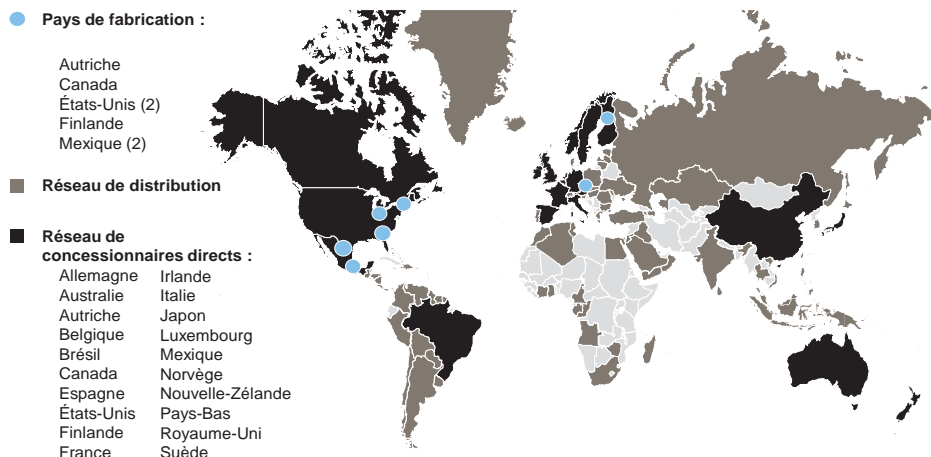 Pays de fabrication :
Autriche
Canada
États-Unis (2)
Finlande
Mexique (2)
Réseau de distribution
Réseau de
concessionnaires directs :
Allemagne Irlande
Australie Italie
Autriche Japon
Belgique Luxembourg
Brésil Mexique
Canada Norvège
Espagne Nouvelle-Zélande
États-Unis Pays-Bas
Finlande Royaume-Uni
France Suède